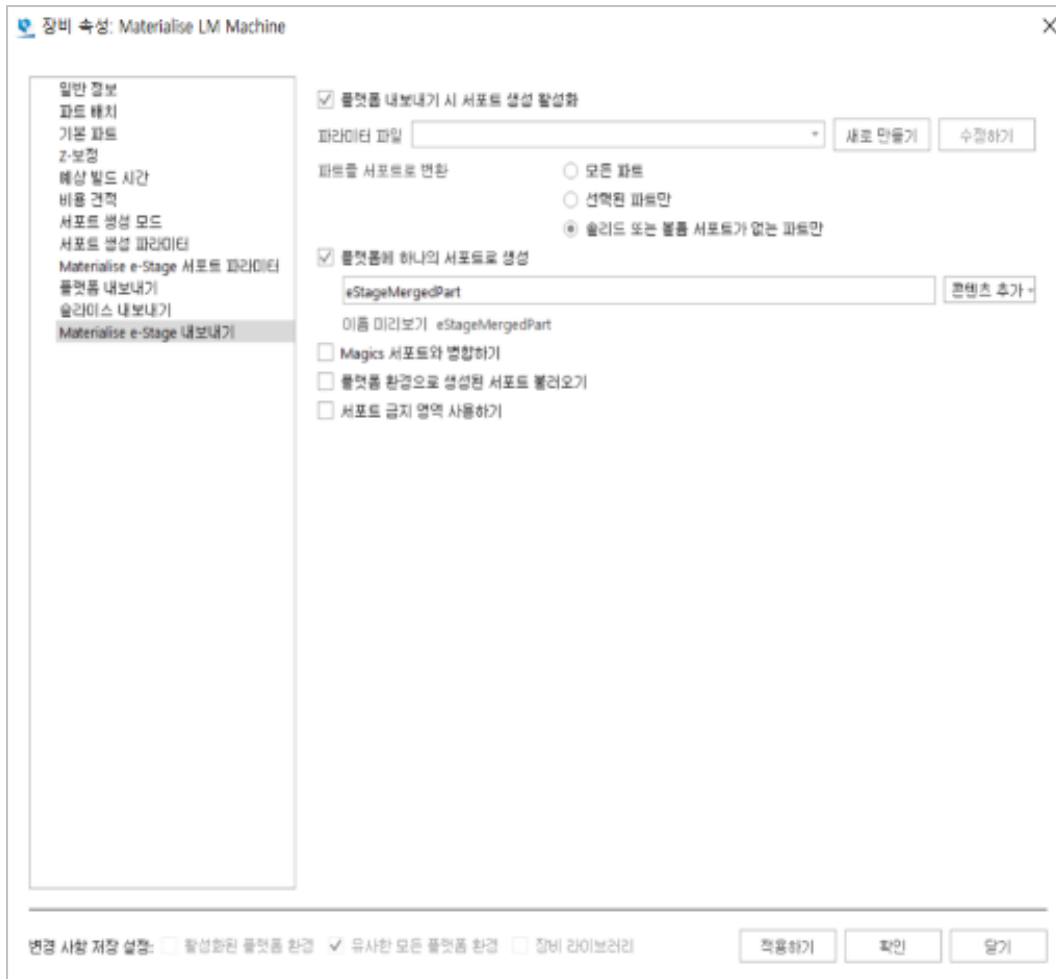 장비 속성: Materialise LM Machine
일반 정보
파트 배치
기본 파트
Z-보정
예상 빌드 시간
비용 견적
서포트 생성 모드
서포트 생성 파라미터
Materialise e-Stage 서포트 파라미터
플랫폼 내보내기
슬라이스 내보내기
Materialise e-Stage 내보내기
플랫폼 내보내기 시 서포트 생성 활성화
파라미터 파일 새로 만들기 수정하기
파트를 서포트로 변환 모든 파트
선택된 파트만
솔리드 또는 볼륨 서포트가 없는 파트만
플랫폼에 하나의 서포트로 생성
eStageMergedPart 콘텐츠 추가
이름 미리보기 eStageMergedPart
Magics 서포트와 병합하기
플랫폼 환경으로 생성된 서포트 불러오기
서포트 금지 영역 사용하기
변경 사항 저장 설정: 활성화된 플랫폼 환경 유사한 모든 플랫폼 환경 장비 라이브러리 적용하기 확인 닫기